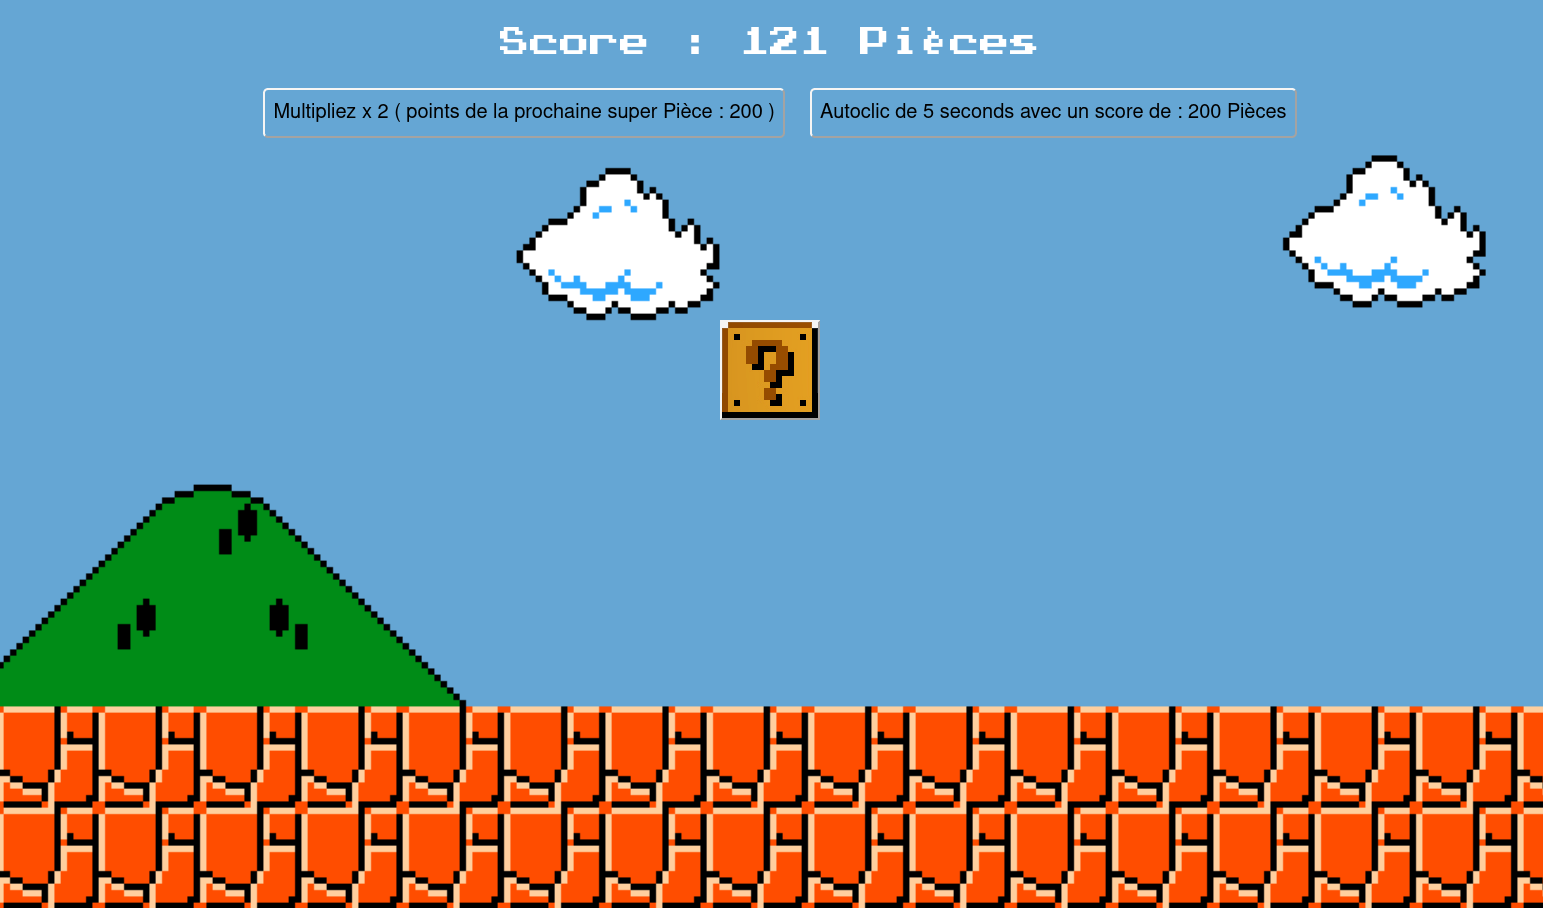 Score : 121 Pièces
Multipliez x 2 ( points de la prochaine super Pièce : 200 )
Autoclic de 5 seconds avec un score de : 200 Pièces
?